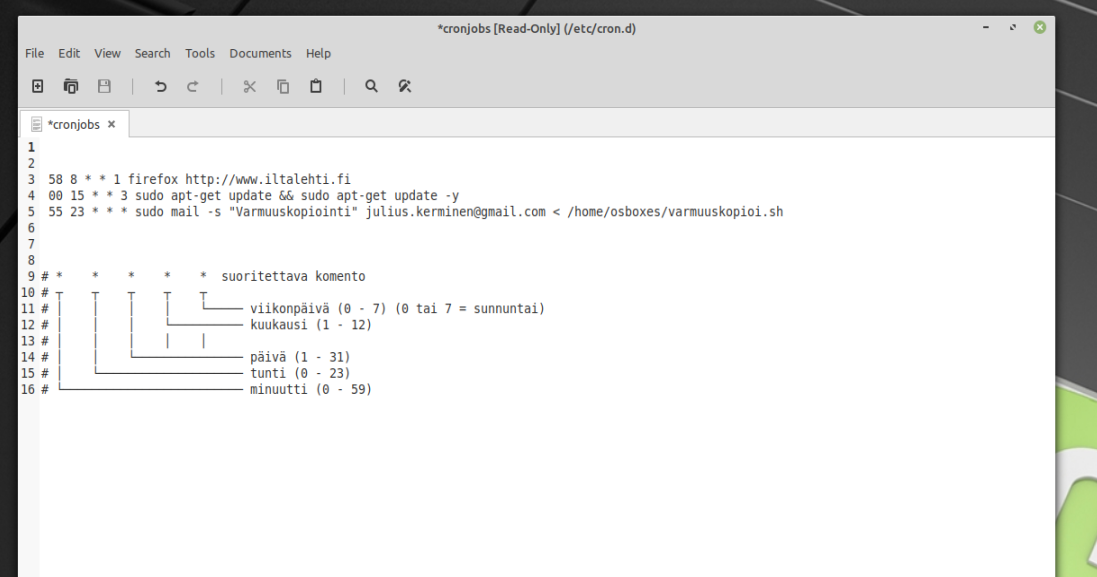 *cronjobs [Read-Only] (/etc/cron.d)
File Edit View Search Tools Documents Help
*cronjobs
1
2
3 58 8 * * 1 firefox http://www.iltalehti.fi
4 00 15 * * 3 sudo apt-get update && sudo apt-get update -y
5 55 23 * * * sudo mail -s "Varmuuskopiointi" julius.kerminen@gmail.com < /home/osboxes/varmuuskopioi.sh
6
7
8
9 # * * * * * suoritettava komento
10 # ┬ ┬ ┬ ┬ ┬
11 # │ │ │ │ └───── viikonpäivä (0 - 7) (0 tai 7 = sunnuntai)
12 # │ │ │ └────────── kuukausi (1 - 12)
13 # │ │ │ │ │
14 # │ │ └─────────────── päivä (1 - 31)
15 # │ └──────────────────── tunti (0 - 23)
16 # └───────────────────────── minuutti (0 - 59)